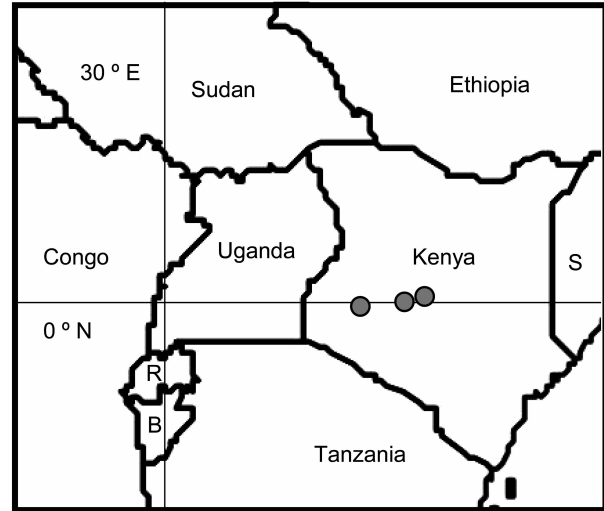 30 º E
Sudan
Ethiopia
Congo
Uganda
Kenya
S
0 º N
R
B
Tanzania